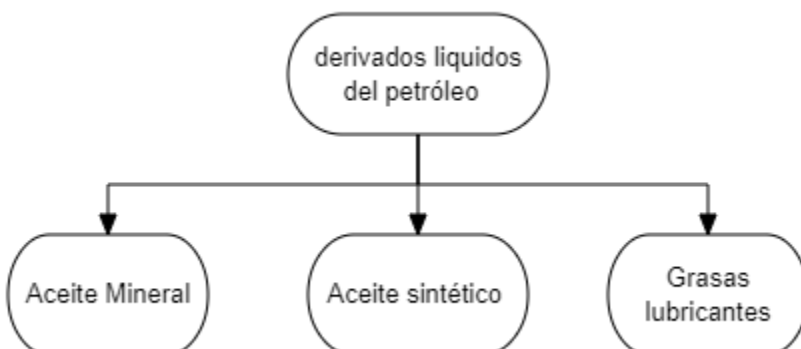 derivados liquidos
del petróleo
Aceite Mineral
Aceite sintético
Grasas
lubricantes